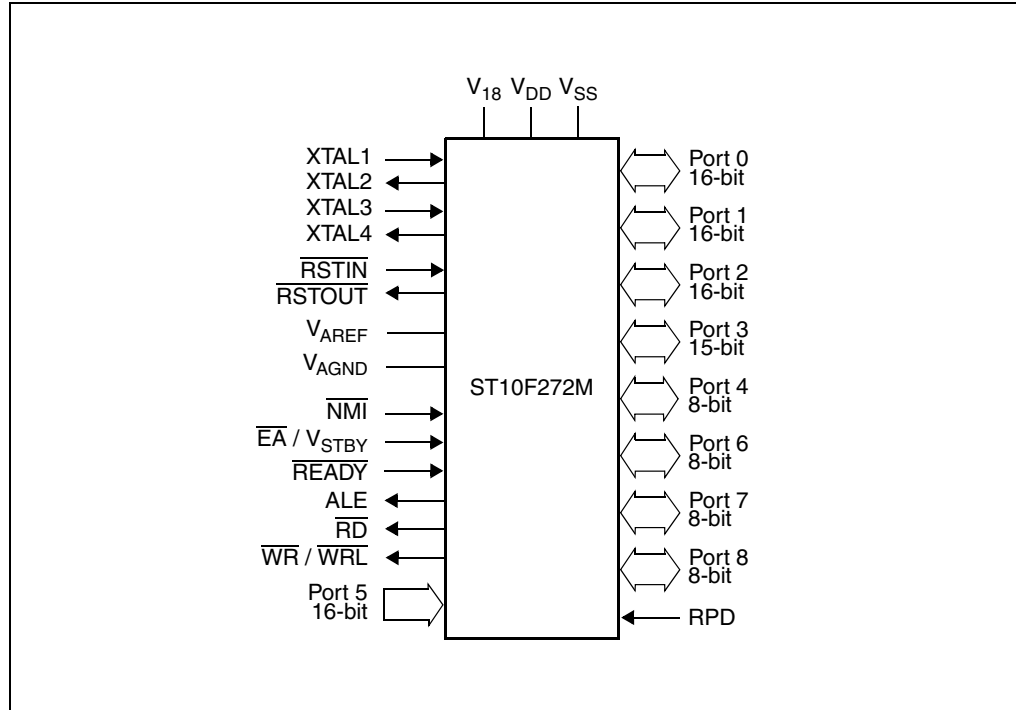 V18 VDD VSS
XTAL1
XTAL2
XTAL3
XTAL4
RSTIN
RSTOUT
VAREF
VAGND
NMI
EA / VSTBY
READY
ALE
RD
WR / WRL
Port 5
16-bit
ST10F272M
Port 0
16-bit
Port 1
16-bit
Port 2
16-bit
Port 3
15-bit
Port 4
8-bit
Port 6
8-bit
Port 7
8-bit
Port 8
8-bit
RPD